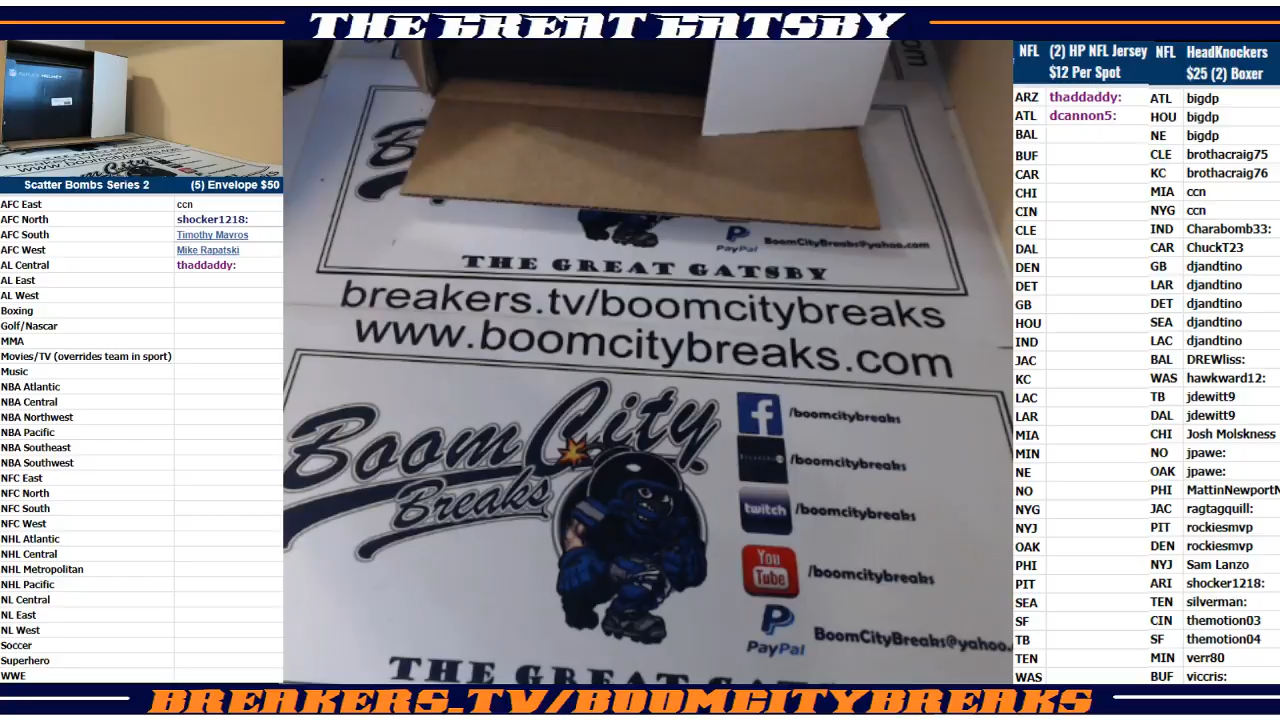 THE GREAT GATSBY
Scatter Bombs Series 2 (5) Envelope $50
AFC East ccn
AFC North shocker1218:
AFC South Timothy Mavros
AFC West Mike Rapatski
AL Central thaddaddy:
AL East
AL West
Boxing
Golf/Nascar
MMA
Movies/TV (overrides team in sport)
Music
NBA Atlantic
NBA Central
NBA Northwest
NBA Pacific
NBA Southeast
NBA Southwest
NFC East
NFC North
NFC South
NFC West
NHL Atlantic
NHL Central
NHL Metropolitan
NHL Pacific
NL Central
NL East
NL West
Soccer
Superhero
WWE
PayPal BoomCityBreaks@yahoo.com
THE GREAT GATSBY
breakers.tv/boomcitybreaks
www.boomcitybreaks.com
Boom City
Breaks
/boomcitybreaks
/boomcitybreaks
twitch /boomcitybreaks
You
Tube /boomcitybreaks
PayPal BoomCityBreaks@yahoo.
THE GREAT GA
NFL (2) HP NFL Jersey NFL HeadKnockers
$12 Per Spot $25 (2) Boxer
ARZ thaddaddy: ATL bigdp
ATL dcannon5: HOU bigdp
BAL NE bigdp
BUF CLE brothacraig75
CAR KC brothacraig76
CHI MIA ccn
CIN NYG ccn
CLE IND Charabomb33:
DAL CAR ChuckT23
DEN GB djandtino
DET LAR djandtino
GB DET djandtino
HOU SEA djandtino
IND LAC djandtino
JAC BAL DREWliss:
KC WAS hawkward12:
LAC TB jdewitt9
LAR DAL jdewitt9
MIA CHI Josh Molskness
MIN NO jpawe:
NE OAK jpawe:
NO PHI MattinNewportN
NYG JAC ragtagquill:
NYJ PIT rockiesmvp
OAK DEN rockiesmvp
PHI NYJ Sam Lanzo
PIT ARI shocker1218:
SEA TEN silverman:
SF CIN themotion03
TB SF themotion04
TEN MIN verr80
WAS BUF viccris:
BREAKERS.TV/BOOMCITYBREAKS